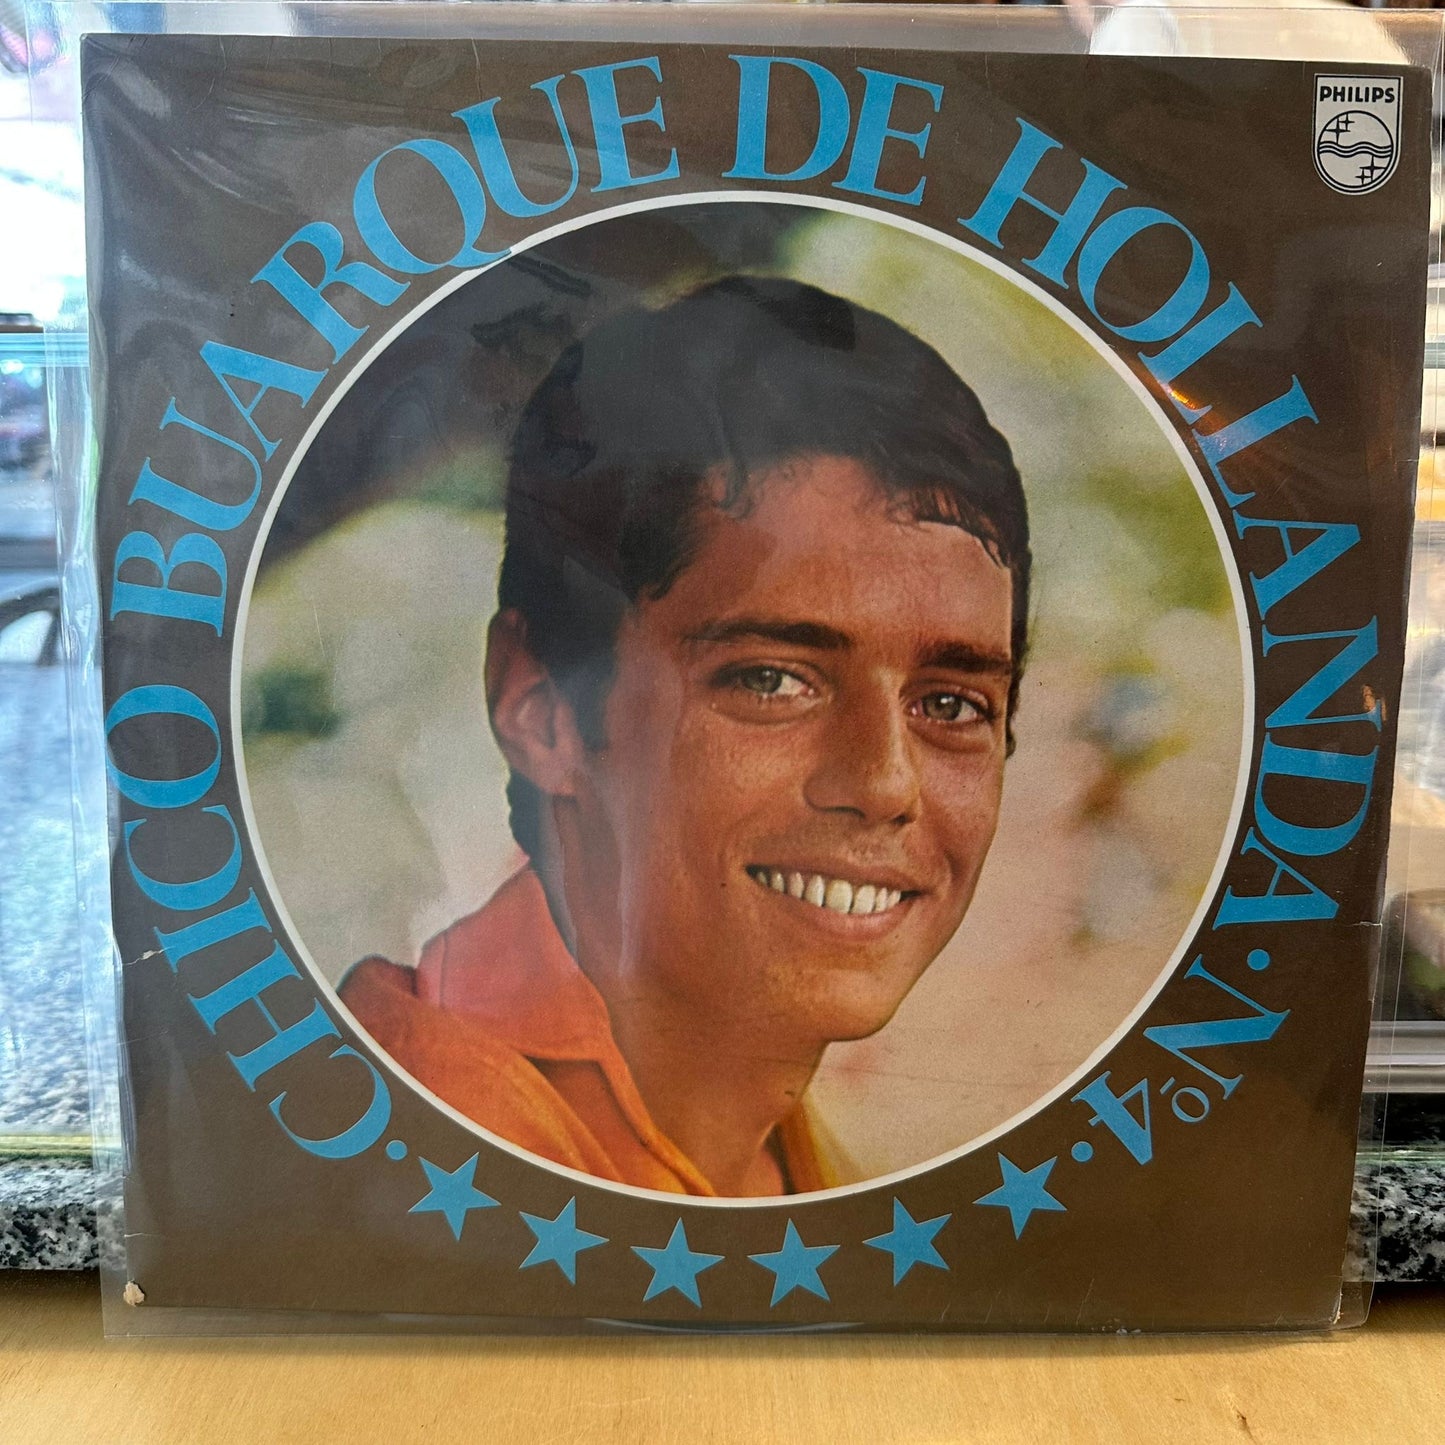 CHICO BUARQUE DE HOLLANDA · Nº4 ·
PHILIPS